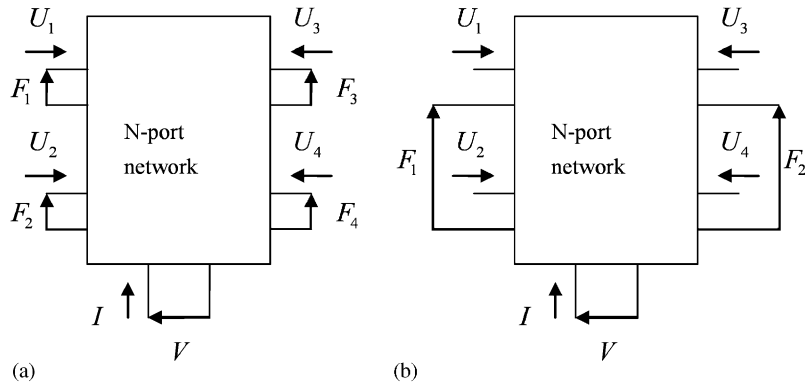 U1
U3
F1
F3
N-port
network
U2
U4
F2
F4
I
V
(a)
U1
U3
N-port
network
F1
U2
U4
F2
I
V
(b)